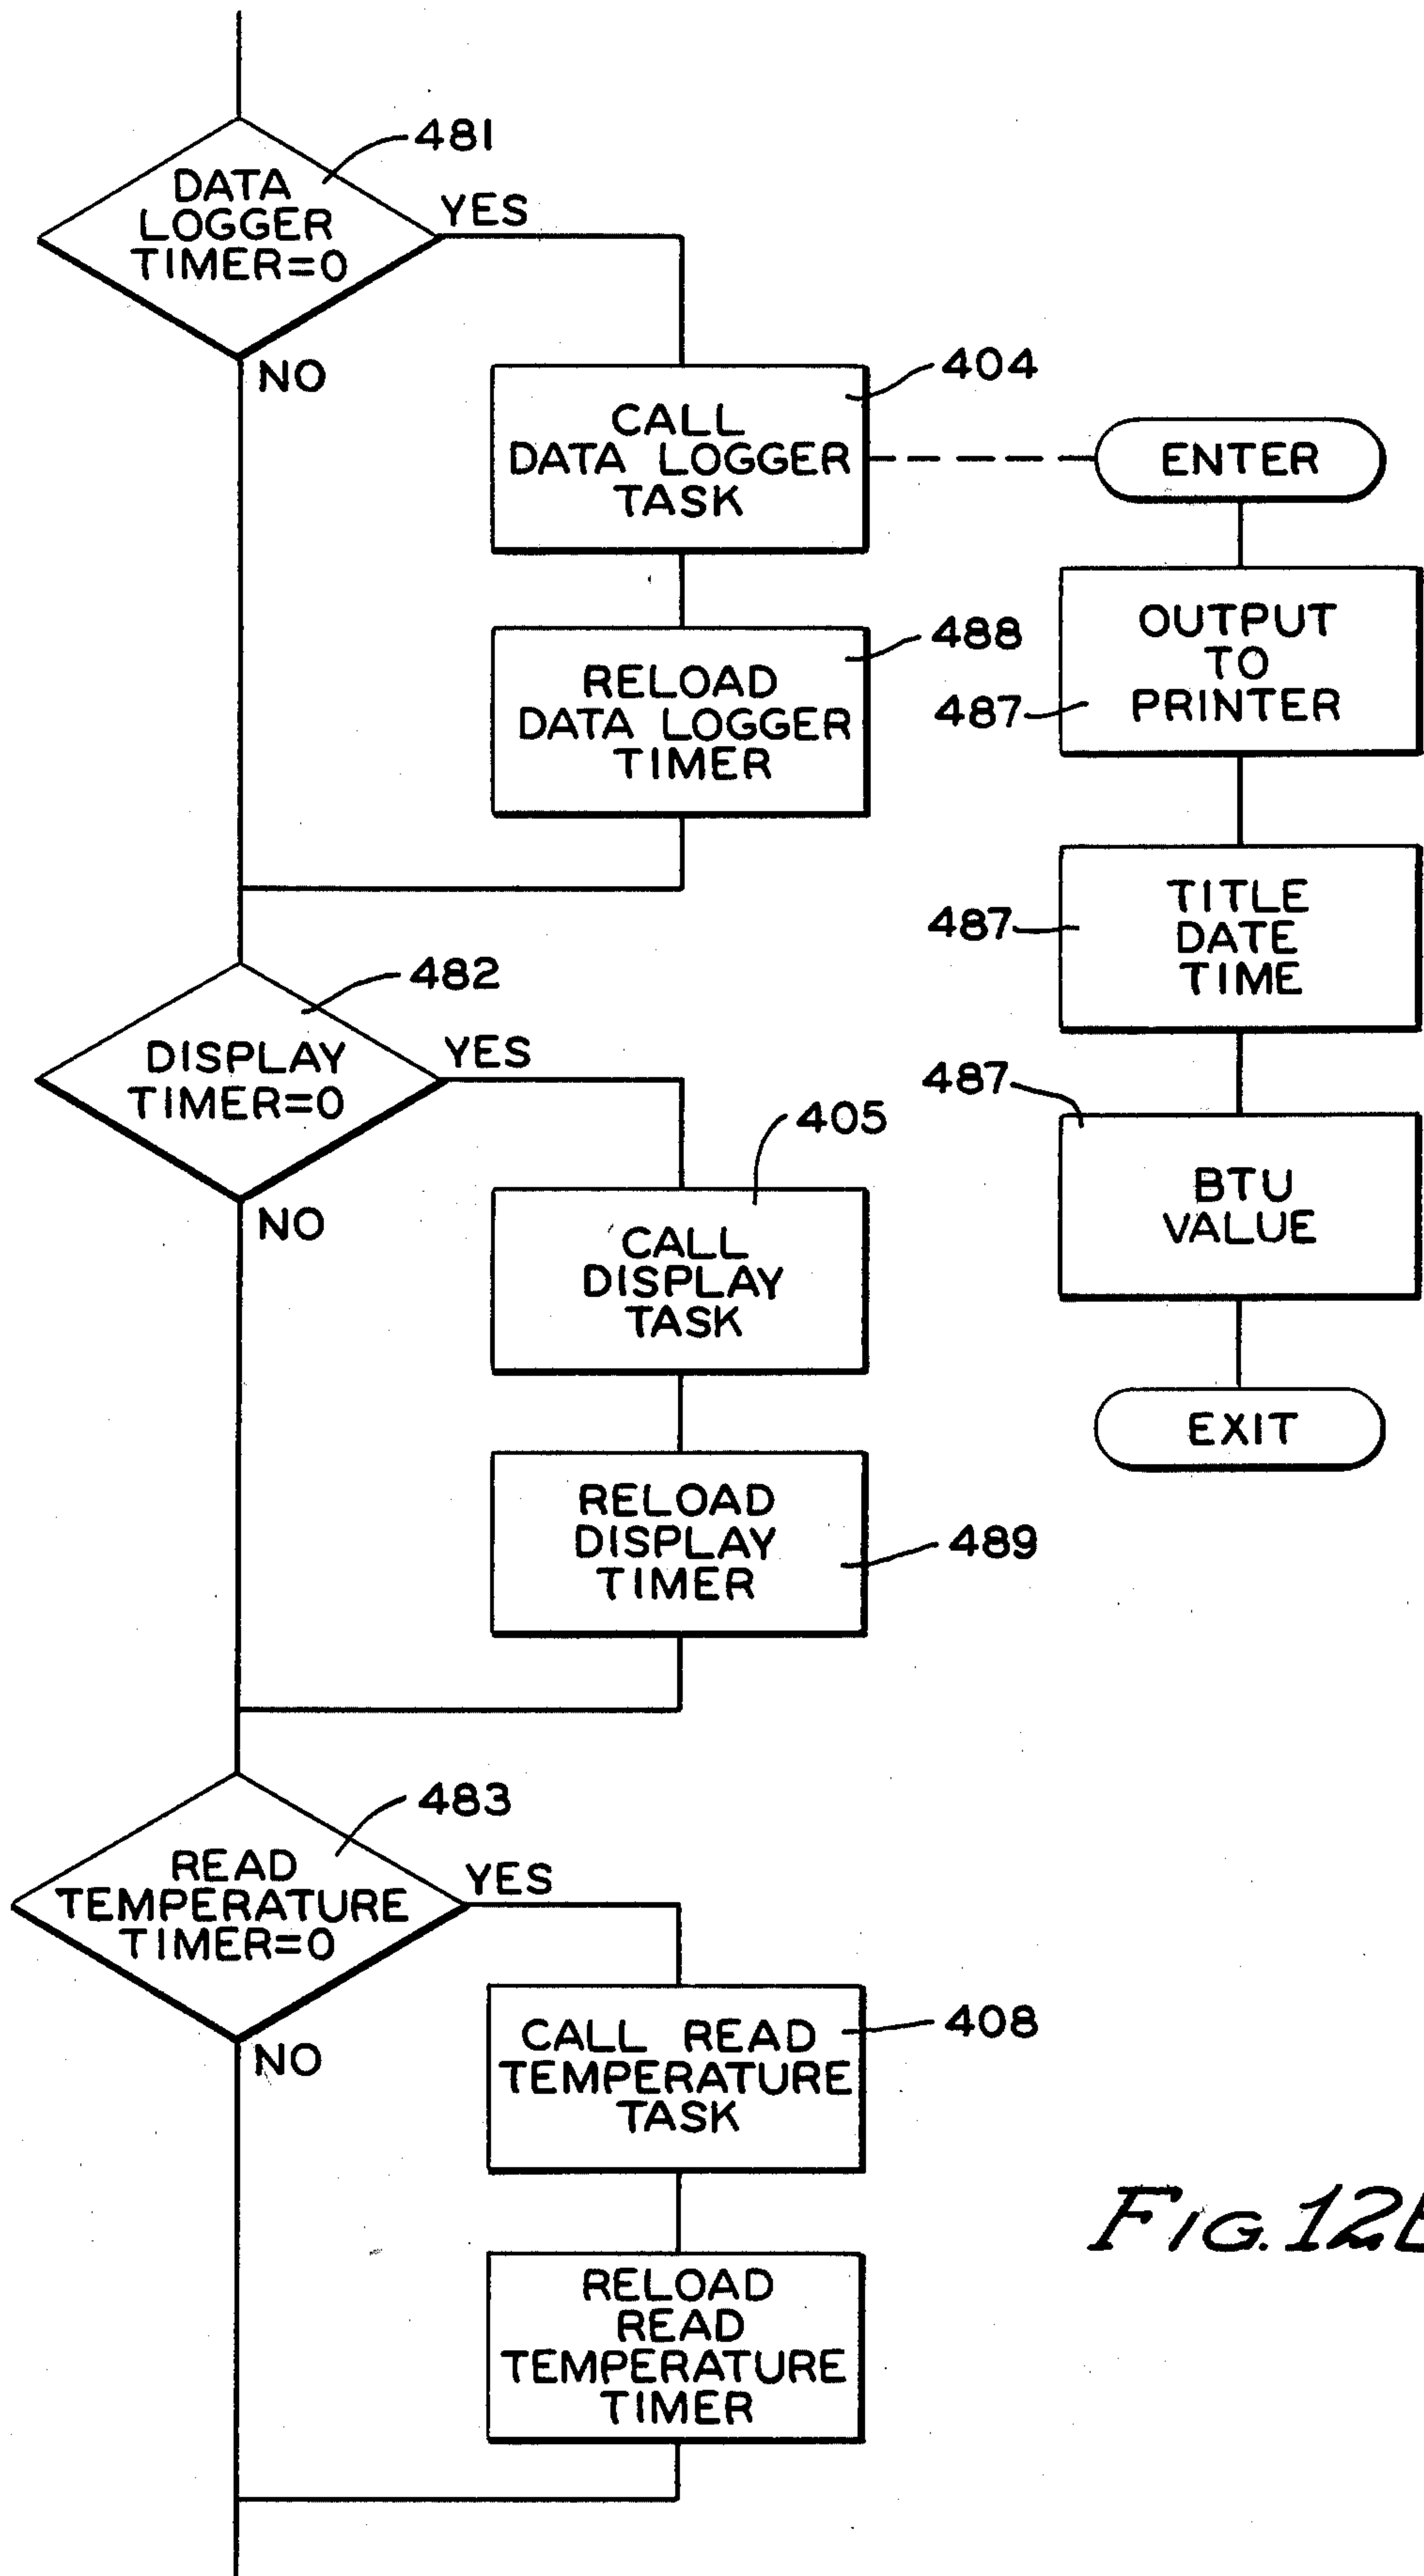 481
DATA
LOGGER
TIMER=0
YES
NO
404
CALL
DATA LOGGER
TASK
ENTER
488
RELOAD
DATA LOGGER
TIMER
OUTPUT
TO
PRINTER
487
TITLE
DATE
TIME
487
482
DISPLAY
TIMER=0
YES
NO
405
CALL
DISPLAY
TASK
487
BTU
VALUE
EXIT
RELOAD
DISPLAY
TIMER
489
483
READ
TEMPERATURE
TIMER=0
YES
NO
CALL READ
TEMPERATURE
TASK
408
RELOAD
READ
TEMPERATURE
TIMER
FIG. 12